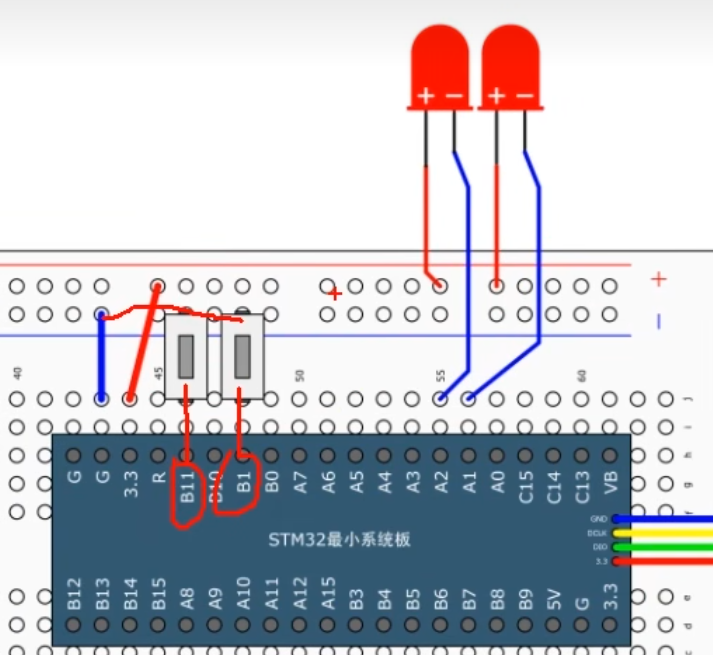 + − + −
+
+
−
40 45 50 55 60
j
i
h
G G 3.3 R B11 B10 B1 B0 A7 A6 A5 A4 A3 A2 A1 A0 C15 C14 C13 VB
g
f
GND
DCLK
DIO
3.3
STM32最小系统板
B12 B13 B14 B15 A8 A9 A10 A11 A12 A15 B3 B4 B5 B6 B7 B8 B9 5V G 3.3
e
d
c